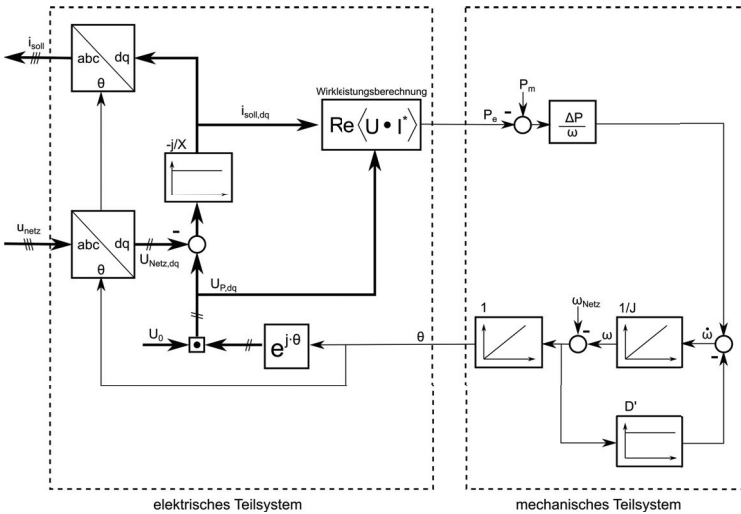 i_soll
abc dq
θ
Wirkleistungsberechnung
Re⟨U • I*⟩
i_soll,dq
-j/X
P_m
P_e
-
ΔP
ω
u_netz
abc dq
θ
-
U_Netz,dq
U_P,dq
U_0
e^j·θ
θ
1
ω_Netz
-
1/J
ω
ω̇
-
D'
elektrisches Teilsystem
mechanisches Teilsystem